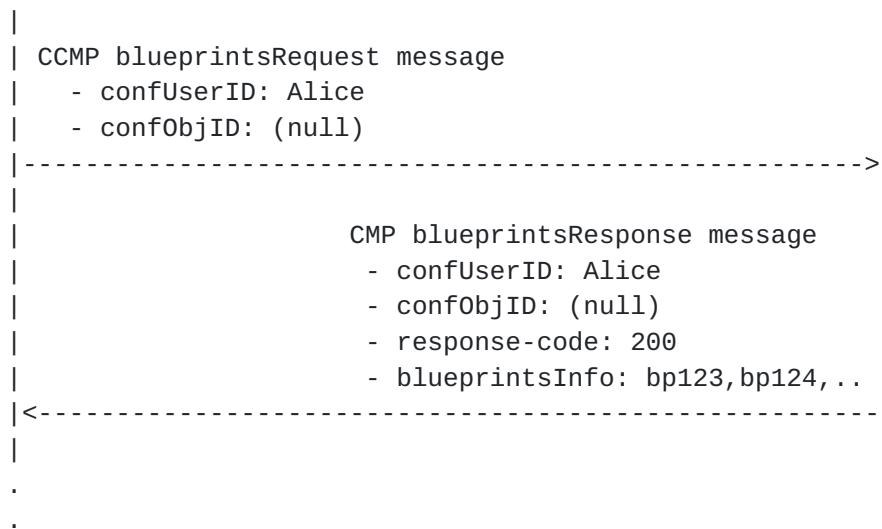 |
| CCMP blueprintsRequest message
|   - confUserID: Alice
|   - confObjID: (null)
|------------------------------------------------------>
|
|                     CMP blueprintsResponse message
|                      - confUserID: Alice
|                      - confObjID: (null)
|                      - response-code: 200
|                      - blueprintsInfo: bp123,bp124,..
|<------------------------------------------------------
|
.
.